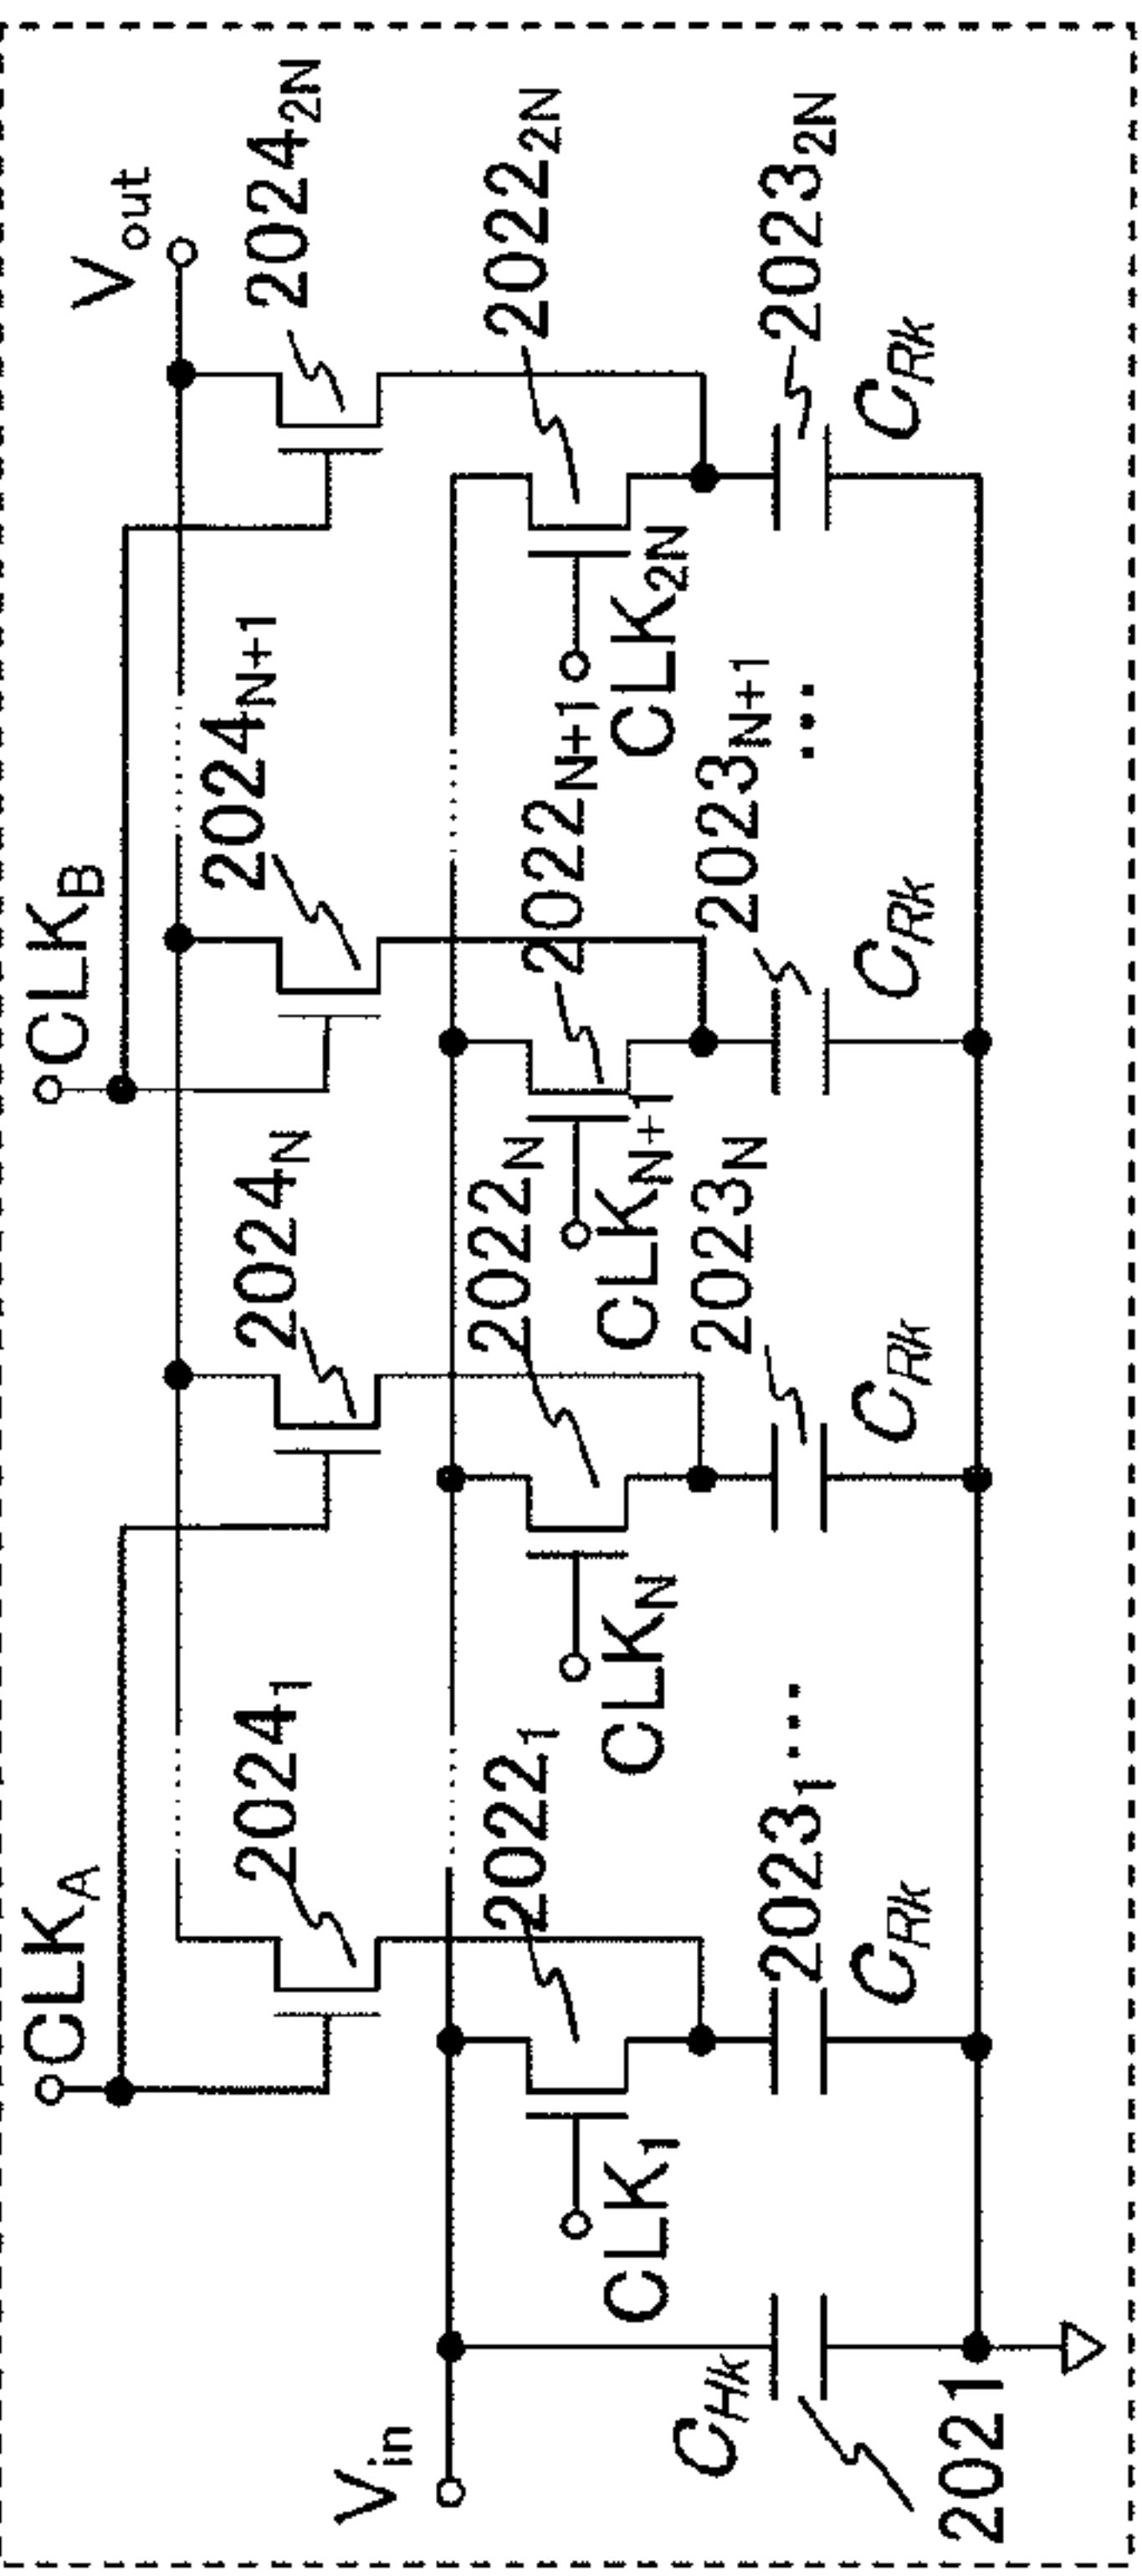 CLK_A
CLK_B
V_out
2024_1
2024_N
2024_N+1
2024_2N
V_in
2022_1
2022_N
2022_N+1
2022_2N
CLK_1
CLK_N
CLK_N+1
CLK_2N
C_Hk
2023_1
...
2023_N
2023_N+1
...
2023_2N
C_Rk
C_Rk
C_Rk
C_Rk
2021